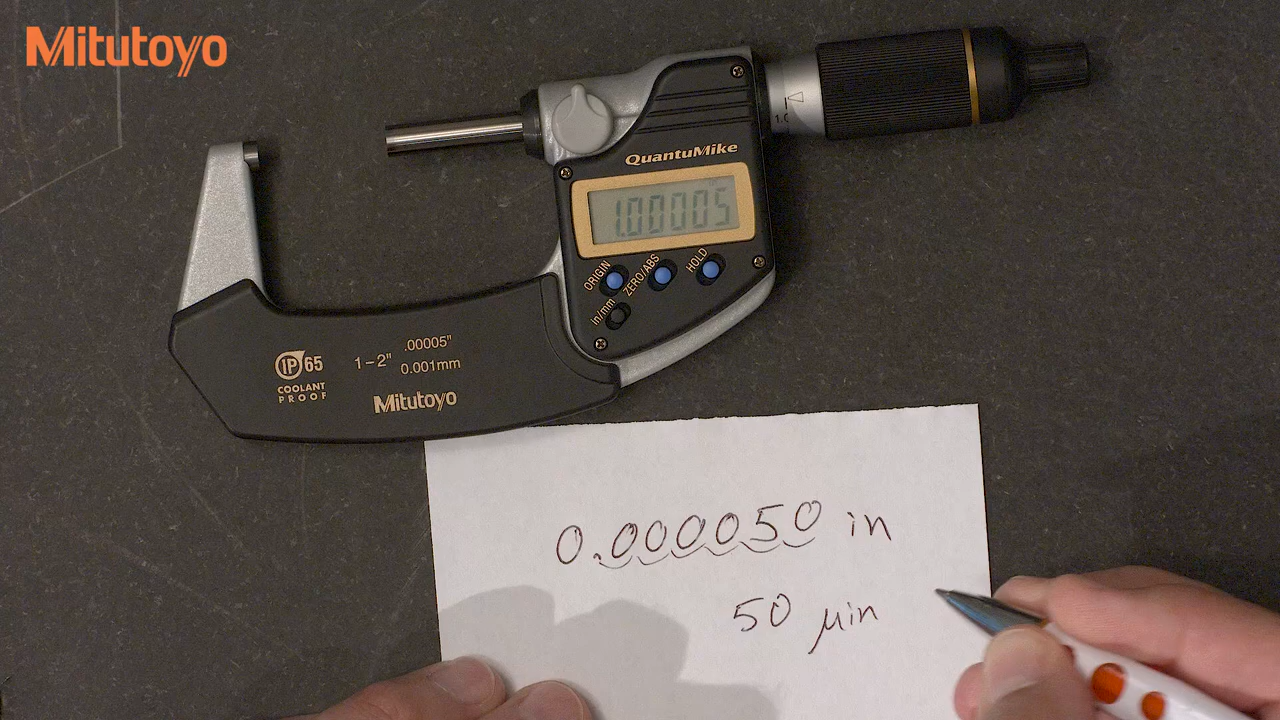 Mitutoyo
QuantuMike
1.00005
ORIGIN
ZERO/ABS
HOLD
in/mm
IP65
COOLANT
PROOF
1-2"
.00005"
0.001mm
Mitutoyo
0.000050 in
50 µin